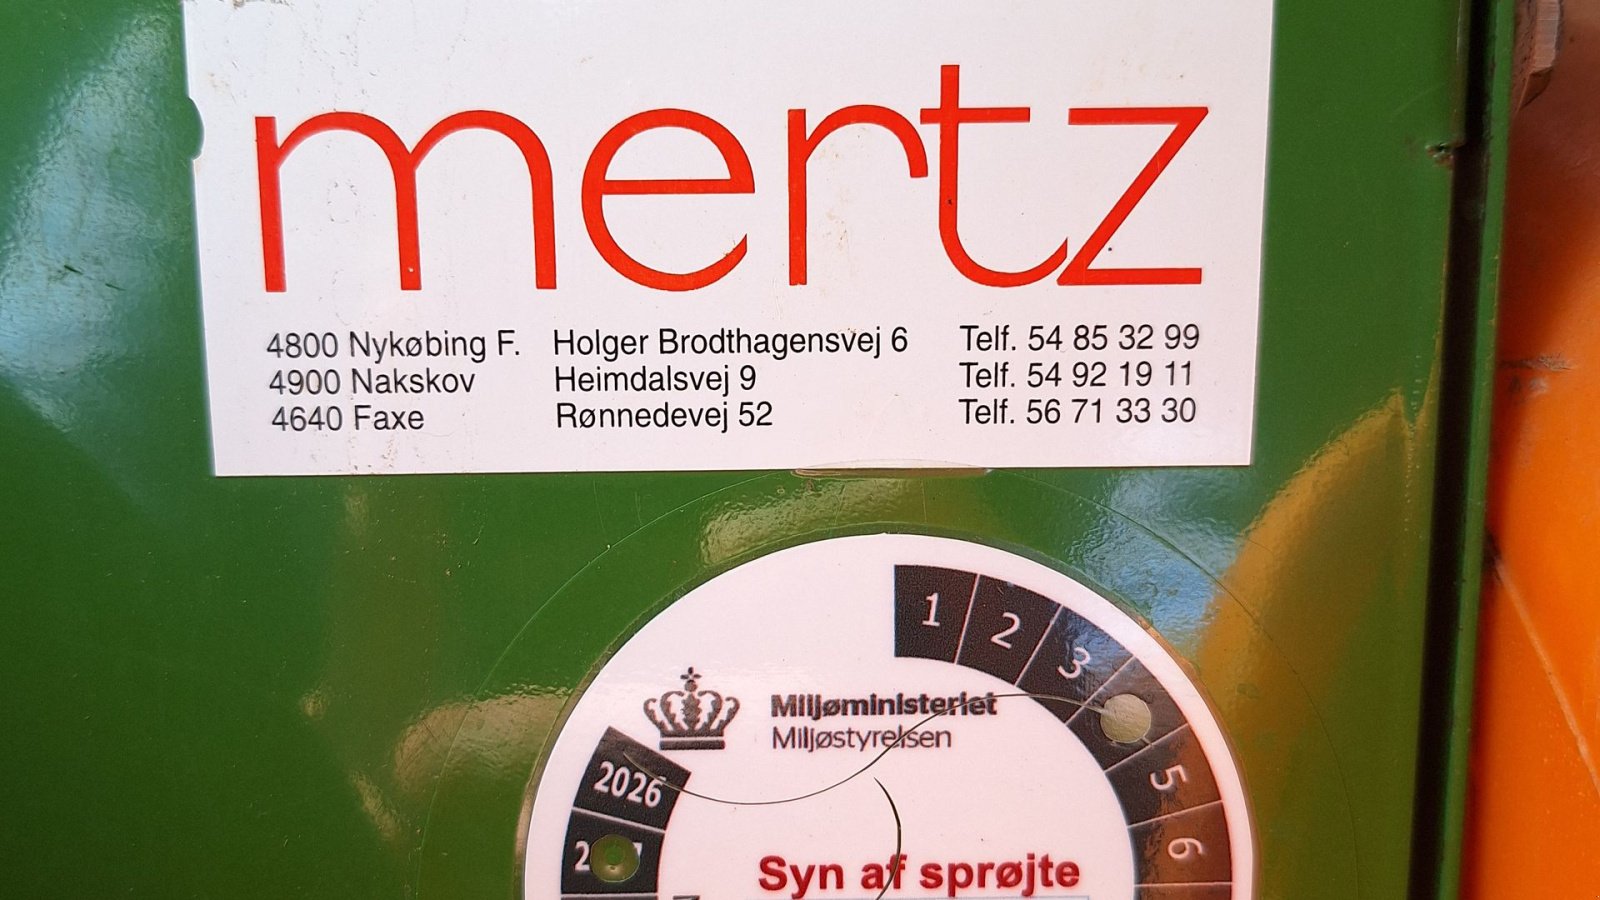 mertz
4800 Nykøbing F. Holger Brodthagensvej 6 Telf. 54 85 32 99
4900 Nakskov Heimdalsvej 9 Telf. 54 92 19 11
4640 Faxe Rønnedevej 52 Telf. 56 71 33 30
1 2 3 5 6
Miljøministeriet
Miljøstyrelsen
2026
Syn af sprøjte